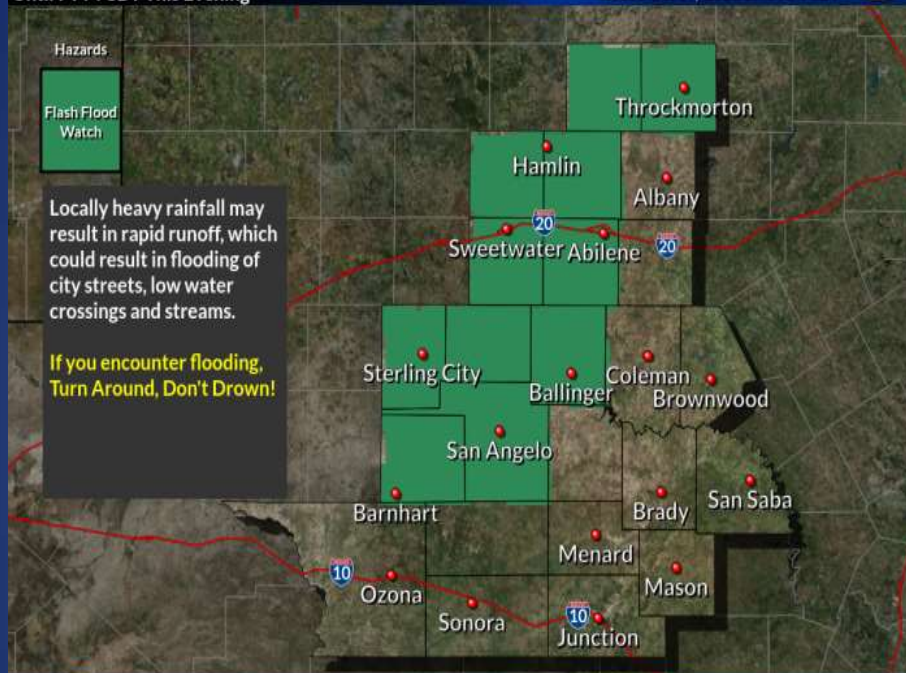 This Evening
Hazards
Flash Flood
Watch
Locally heavy rainfall may
result in rapid runoff, which
could result in flooding of
city streets, low water
crossings and streams.
If you encounter flooding,
Turn Around, Don't Drown!
Throckmorton
Hamlin
Albany
20
Sweetwater
Abilene
20
Sterling City
Ballinger
Coleman
Brownwood
San Angelo
Barnhart
Brady
San Saba
Menard
10
Ozona
Mason
Sonora
10
Junction